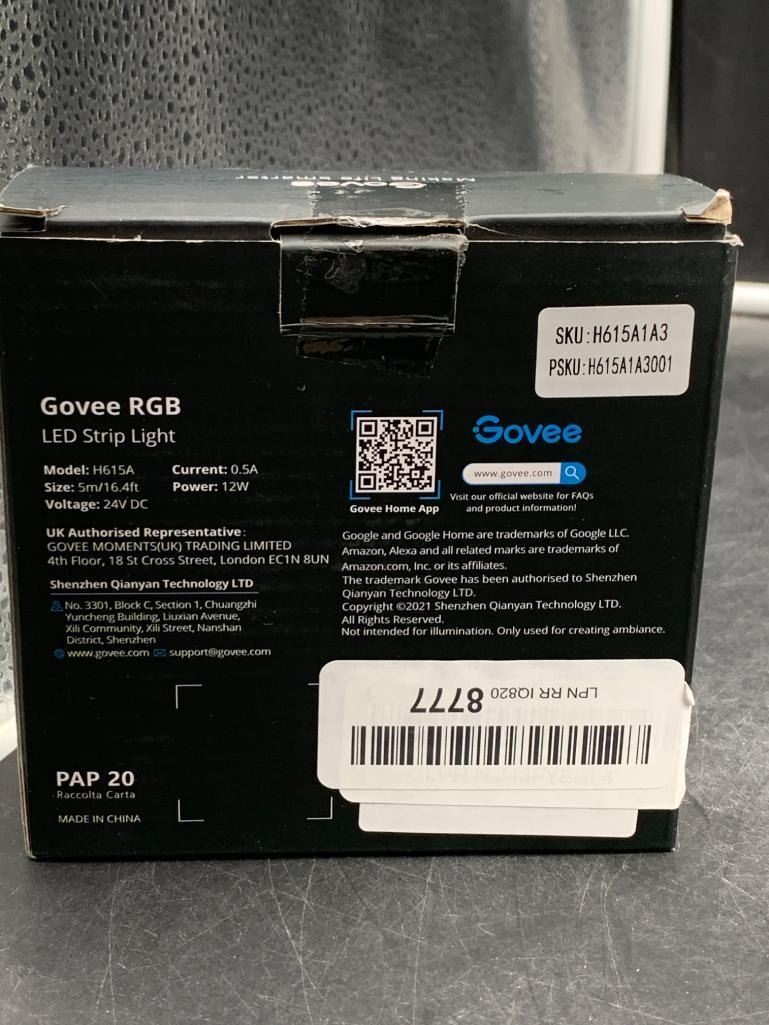 Govee
Making Life Smarter
SKU:H615A1A3
PSKU:H615A1A3001
Govee RGB
LED Strip Light
Model: H615A
Current: 0.5A
Size: 5m/16.4ft
Power: 12W
Voltage: 24V DC
Govee Home App
Govee
www.govee.com
Visit our official website for FAQs
and product information!
UK Authorised Representative:
GOVEE MOMENTS(UK) TRADING LIMITED
4th Floor, 18 St Cross Street, London EC1N 8UN
Shenzhen Qianyan Technology LTD
No. 3301, Block C, Section 1, Chuangzhi
Yuncheng Building, Liuxian Avenue,
Xili Community, Xili Street, Nanshan
District, Shenzhen
www.govee.com support@govee.com
Google and Google Home are trademarks of Google LLC.
Amazon, Alexa and all related marks are trademarks of
Amazon.com, Inc. or its affiliates.
The trademark Govee has been authorised to Shenzhen
Qianyan Technology LTD.
Copyright ©2021 Shenzhen Qianyan Technology LTD.
All Rights Reserved.
Not intended for illumination. Only used for creating ambiance.
LPN RR IQ820 8777
PAP 20
Raccolta Carta
MADE IN CHINA